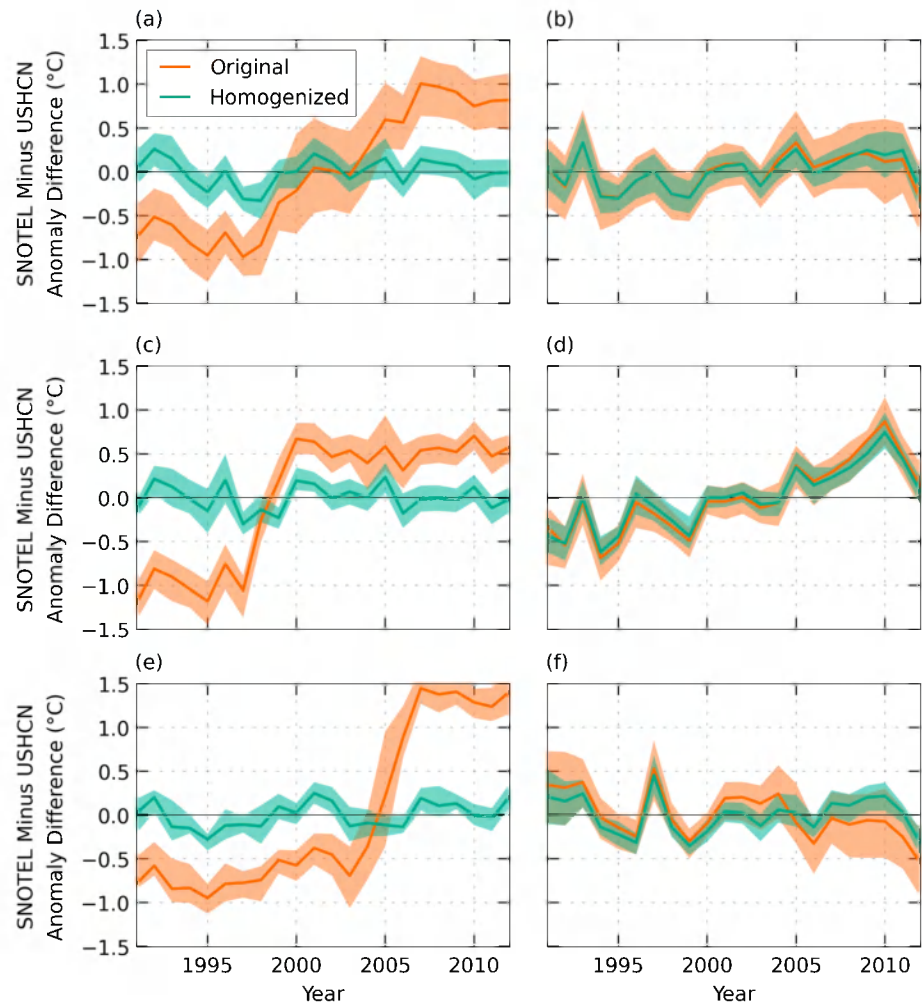 (a)
(b)
1.5
1.0
0.5
0.0
−0.5
−1.0
−1.5
SNOTEL Minus USHCN
Anomaly Difference (°C)
Original
Homogenized
(c)
(d)
1.5
1.0
0.5
0.0
−0.5
−1.0
−1.5
SNOTEL Minus USHCN
Anomaly Difference (°C)
(e)
(f)
1.5
1.0
0.5
0.0
−0.5
−1.0
−1.5
SNOTEL Minus USHCN
Anomaly Difference (°C)
1995 2000 2005 2010
1995 2000 2005 2010
Year
Year